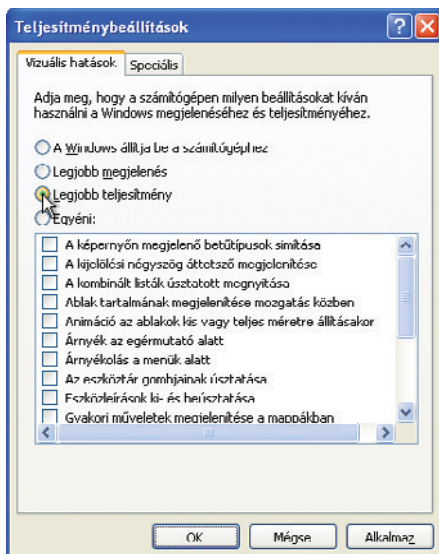 Teljesítménybeállítások
Vizuális hatások
Speciális
Adja meg, hogy a számítógépen milyen beállításokat kíván
használni a Windows megjelenéséhez és teljesítményéhez.
A Windows állítja be a számítógéphez
Legjobb megjelenés
Legjobb teljesítmény
Egyéni:
A képernyőn megjelenő betűtípusok simítása
A kijelölési négyszög áttetsző megjelenítése
A kombinált listák úsztatott megnyitása
Ablak tartalmának megjelenítése mozgatás közben
Animáció az ablakok kis vagy teljes méretre állításakor
Árnyék az egérmutató alatt
Árnyékolás a menük alatt
Az eszköztár gombjainak úsztatása
Eszközleírások ki- és beúsztatása
Gyakori műveletek megjelenítése a mappákban
OK
Mégse
Alkalmaz